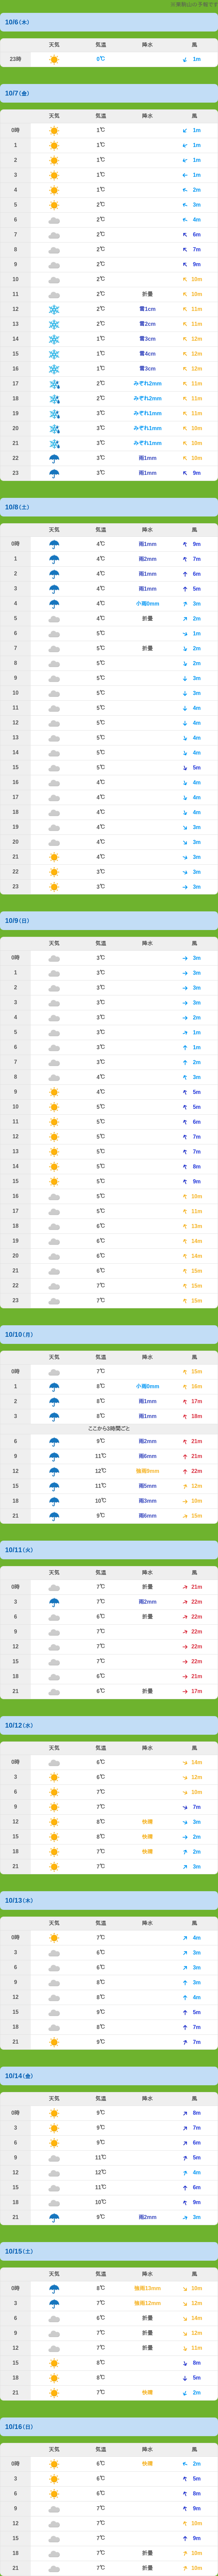 10/6(木)
天気 気温 降水 風
23時 0℃ 1m
10/7(金)
天気 気温 降水 風
0時 1℃ 1m
1 1℃ 1m
2 1℃ 1m
3 1℃ 1m
4 1℃ 2m
5 2℃ 3m
6 2℃ 4m
7 2℃ 6m
8 2℃ 7m
9 2℃ 9m
10 2℃ 10m
11 2℃ 折曇 10m
12 2℃ 雪1cm 11m
13 2℃ 雪2cm 11m
14 2℃ 雪3cm 12m
15 2℃ 雪4cm 12m
16 2℃ 雪3cm 12m
17 2℃ みぞれ2mm 11m
18 2℃ みぞれ2mm 11m
19 3℃ みぞれ1mm 11m
20 3℃ みぞれ1mm 10m
21 3℃ みぞれ1mm 10m
22 3℃ 雨1mm 10m
23 3℃ 雨1mm 9m
10/8(土)
天気 気温 降水 風
0時 4℃ 雨1mm 9m
1 4℃ 雨2mm 7m
2 4℃ 雨1mm 6m
3 4℃ 雨1mm 5m
4 4℃ 小雨0mm 3m
5 4℃ 折曇 2m
6 5℃ 1m
7 5℃ 折曇 2m
8 5℃ 2m
9 5℃ 3m
10 5℃ 3m
11 5℃ 4m
12 5℃ 4m
13 5℃ 4m
14 5℃ 4m
15 5℃ 5m
16 4℃ 4m
17 4℃ 4m
18 4℃ 4m
19 4℃ 3m
20 4℃ 3m
21 4℃ 3m
22 3℃ 3m
23 3℃ 3m
10/9(日)
天気 気温 降水 風
0時 3℃ 3m
1 3℃ 3m
2 3℃ 3m
3 3℃ 3m
4 3℃ 2m
5 3℃ 1m
6 3℃ 1m
7 3℃ 2m
8 4℃ 3m
9 4℃ 5m
10 5℃ 5m
11 5℃ 6m
12 5℃ 7m
13 5℃ 7m
14 5℃ 8m
15 5℃ 9m
16 5℃ 10m
17 5℃ 11m
18 6℃ 13m
19 6℃ 14m
20 6℃ 14m
21 6℃ 15m
22 7℃ 15m
23 7℃ 15m
10/10(月)
天気 気温 降水 風
0時 7℃ 15m
1 8℃ 小雨0mm 16m
2 8℃ 雨1mm 17m
3 8℃ 雨1mm 18m
ここから3時間ごと
6 9℃ 雨2mm 21m
9 11℃ 雨6mm 21m
12 12℃ 22m
15 11℃ 雨5mm 12m
18 10℃ 雨3mm 10m
21 9℃ 雨6mm 15m
10/11(火)
天気 気温 降水 風
0時 7℃ 折曇 21m
3 7℃ 雨2mm 22m
6 6℃ 折曇 22m
9 7℃ 22m
12 7℃ 22m
15 7℃ 22m
18 6℃ 21m
21 6℃ 折曇 17m
10/12(水)
天気 気温 降水 風
0時 6℃ 14m
3 6℃ 12m
6 7℃ 10m
9 7℃ 7m
12 8℃ 快晴 3m
15 8℃ 快晴 2m
18 7℃ 快晴 2m
21 7℃ 3m
10/13(木)
天気 気温 降水 風
0時 7℃ 4m
3 6℃ 3m
6 6℃ 3m
9 8℃ 3m
12 8℃ 4m
15 9℃ 5m
18 8℃ 7m
21 9℃ 7m
10/14(金)
天気 気温 降水 風
0時 9℃ 8m
3 9℃ 7m
6 9℃ 6m
9 11℃ 5m
12 12℃ 4m
15 11℃ 6m
18 10℃ 9m
21 9℃ 雨2mm 3m
10/15(土)
天気 気温 降水 風
0時 8℃ 強雨13mm 10m
3 7℃ 強雨12mm 12m
6 6℃ 折曇 14m
9 7℃ 折曇 12m
12 7℃ 折曇 11m
15 8℃ 8m
18 8℃ 5m
21 7℃ 快晴 2m
10/16(日)
天気 気温 降水 風
0時 6℃ 快晴 2m
3 6℃ 5m
6 6℃ 8m
9 7℃ 9m
12 7℃ 10m
15 7℃ 9m
18 7℃ 折曇 10m
21 7℃ 折曇 10m